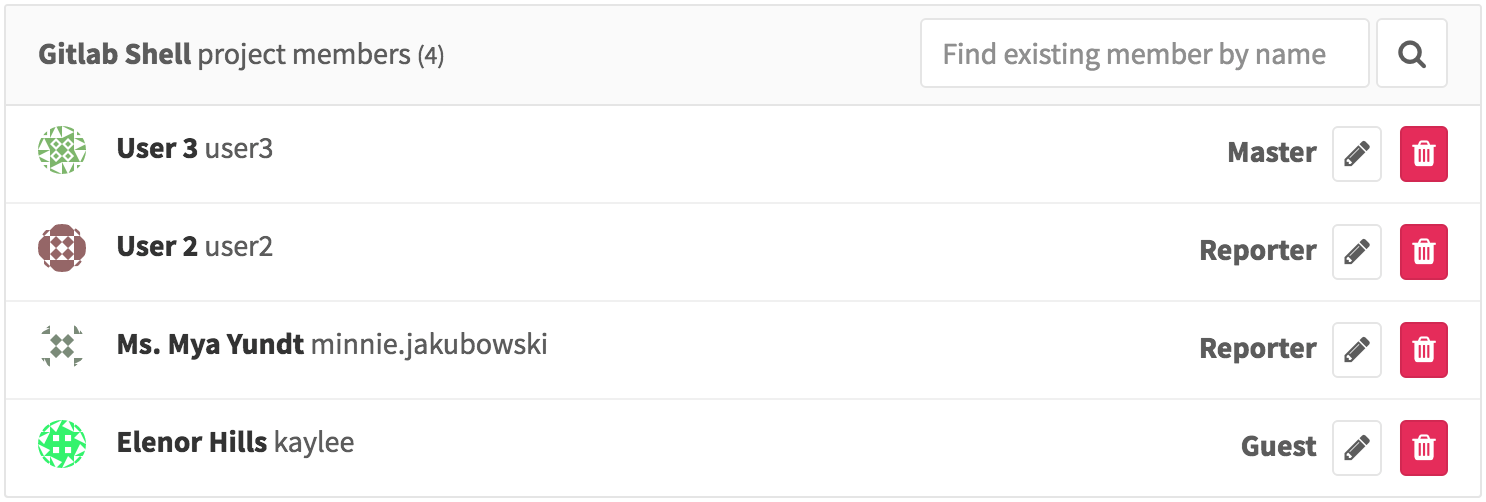 Gitlab Shell project members (4)
Find existing member by name
User 3 user3
Master
User 2 user2
Reporter
Ms. Mya Yundt minnie.jakubowski
Reporter
Elenor Hills kaylee
Guest